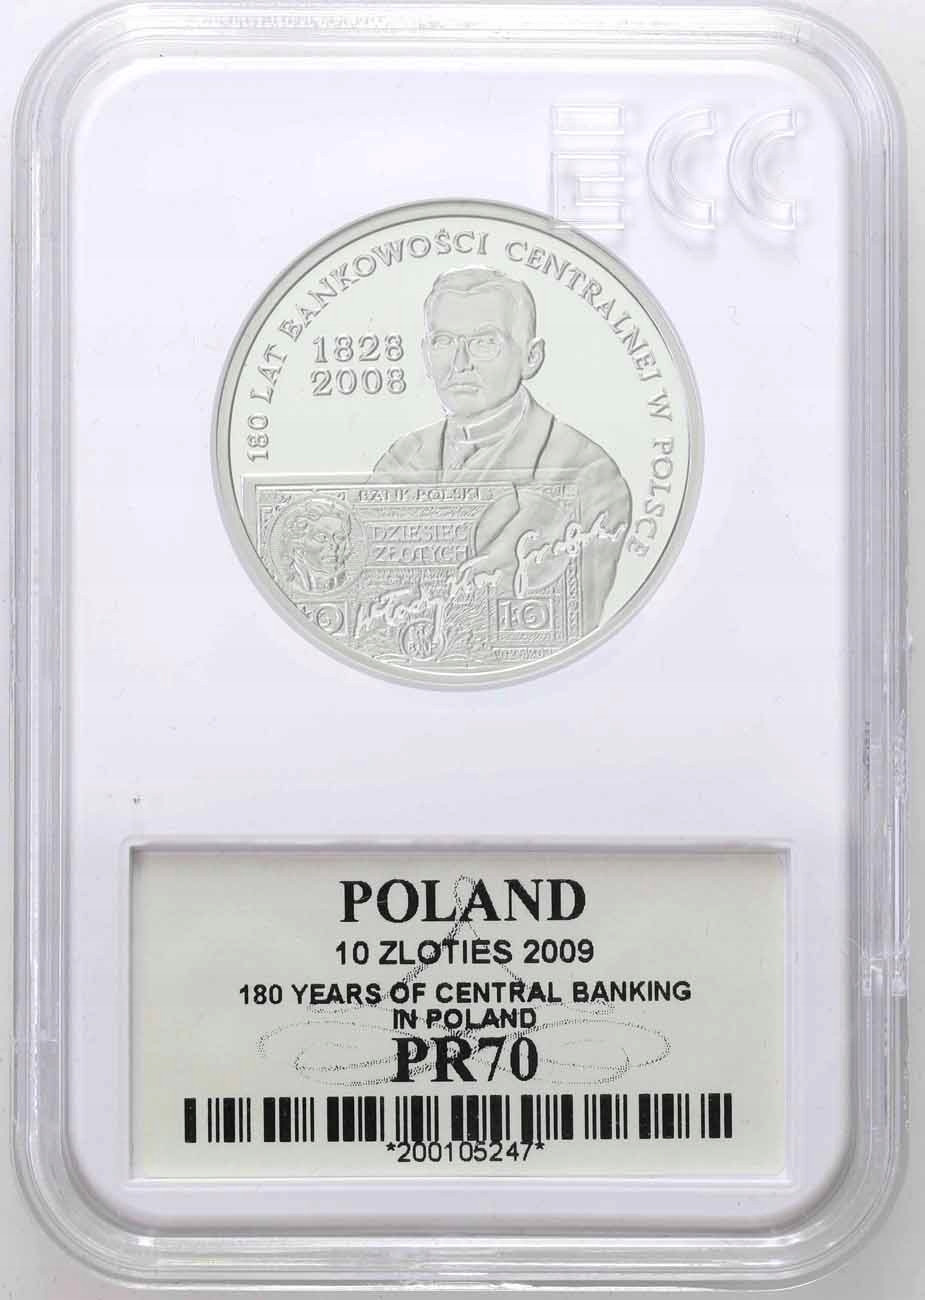 ECC
180 LAT BANKOWOŚCI CENTRALNEJ W POLSCE
1828
2008
BANK POLSKI
DZIESIĘĆ
ZŁOTYCH
10
10
POLAND
10 ZLOTIES 2009
180 YEARS OF CENTRAL BANKING
IN POLAND
PR70
*200105247*